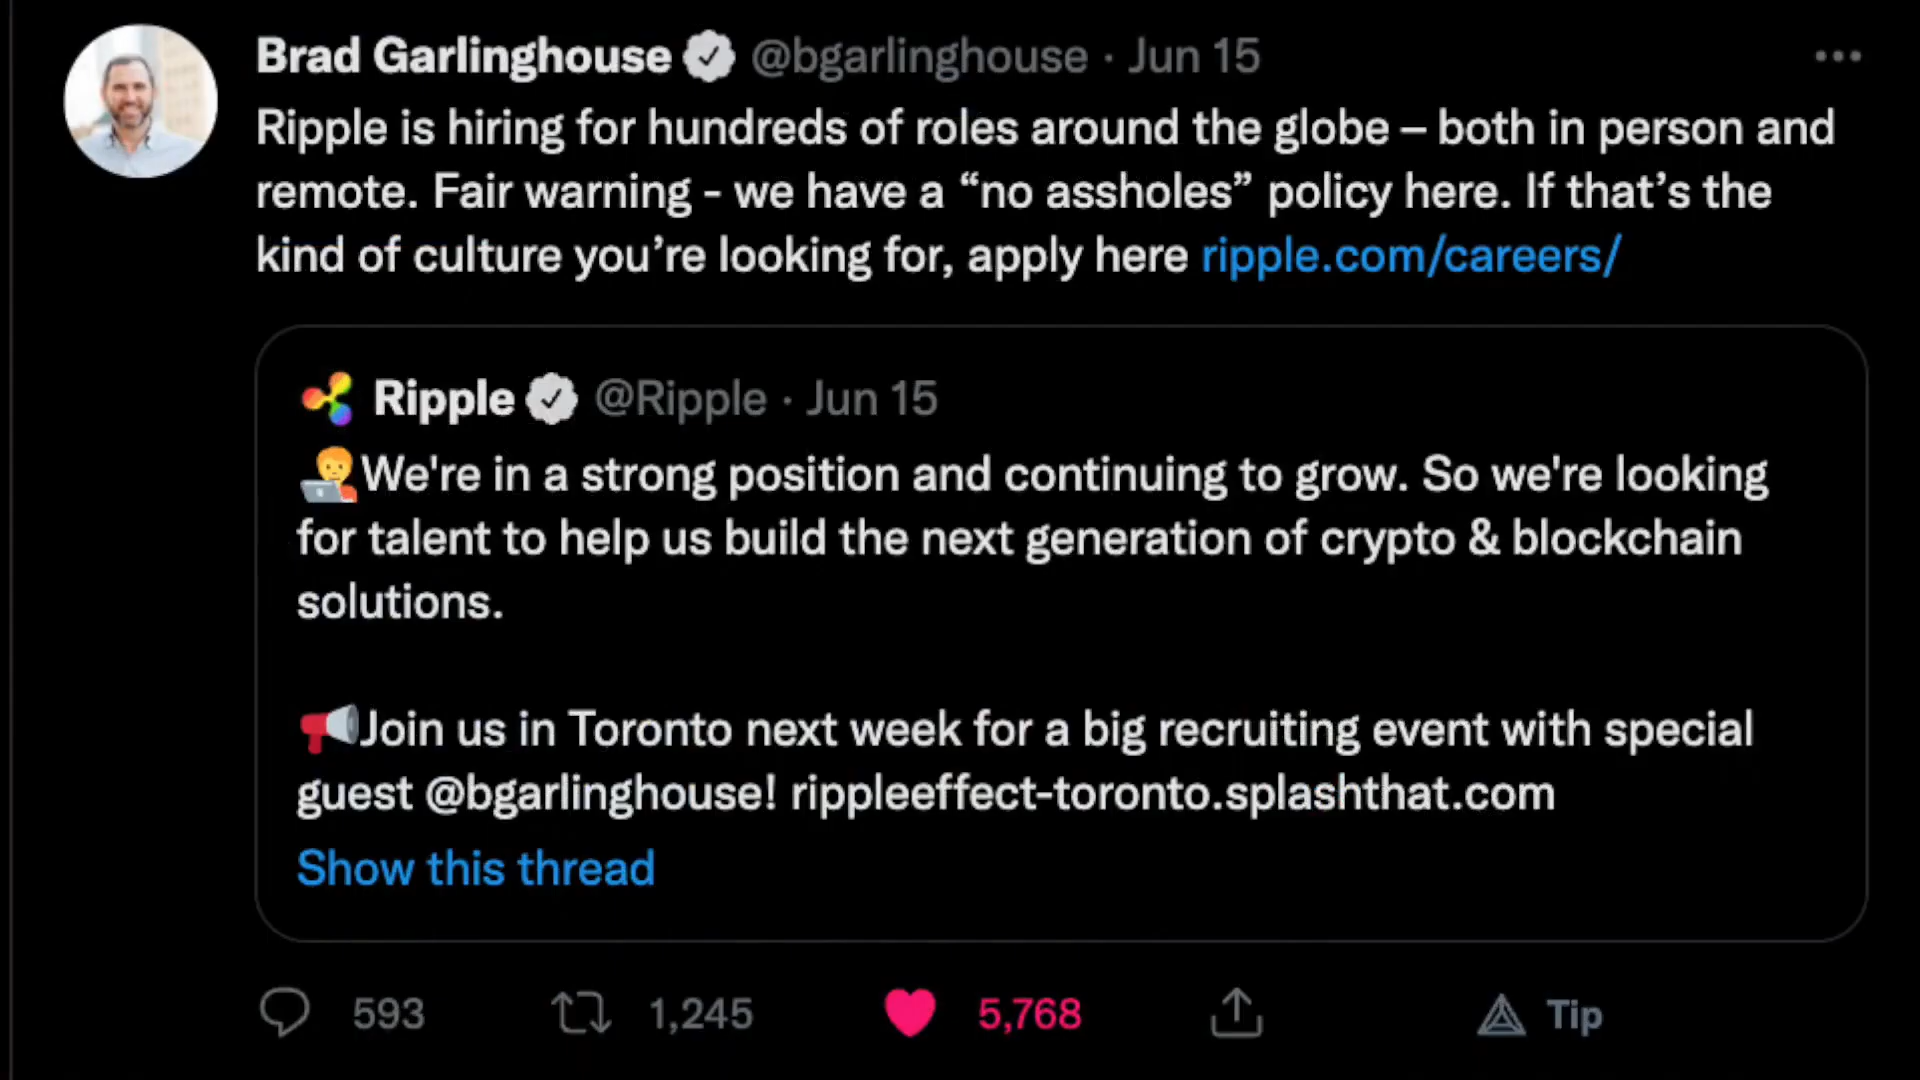 Brad Garlinghouse @bgarlinghouse · Jun 15
Ripple is hiring for hundreds of roles around the globe – both in person and
remote. Fair warning - we have a “no assholes” policy here. If that’s the
kind of culture you’re looking for, apply here ripple.com/careers/
Ripple @Ripple · Jun 15
We're in a strong position and continuing to grow. So we're looking
for talent to help us build the next generation of crypto & blockchain
solutions.
Join us in Toronto next week for a big recruiting event with special
guest @bgarlinghouse! rippleeffect-toronto.splashthat.com
Show this thread
593 1,245 5,768 Tip